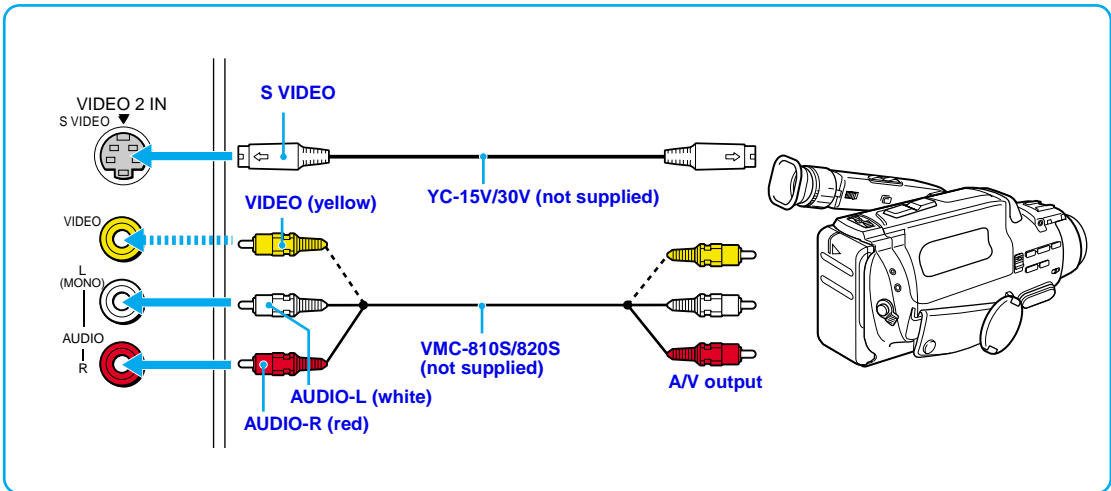 VIDEO 2 IN
S VIDEO
S VIDEO
YC-15V/30V (not supplied)
VIDEO
VIDEO (yellow)
L
(MONO)
AUDIO
R
VMC-810S/820S
(not supplied)
A/V output
AUDIO-L (white)
AUDIO-R (red)